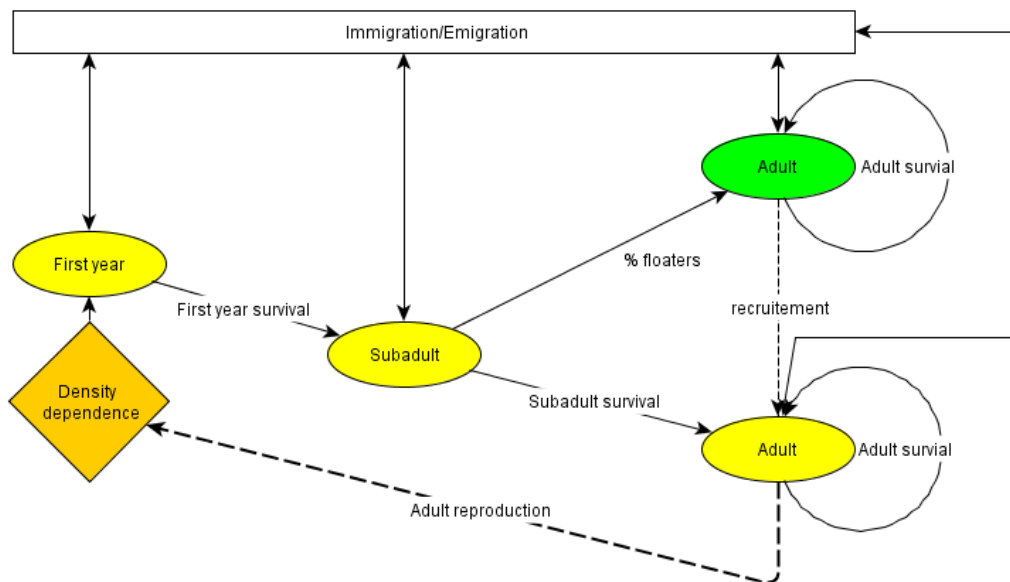 Immigration/Emigration
Adult
Adult survial
First year
% floaters
First year survival
recruitement
Subadult
Density
dependence
Subadult survival
Adult
Adult survial
Adult reproduction